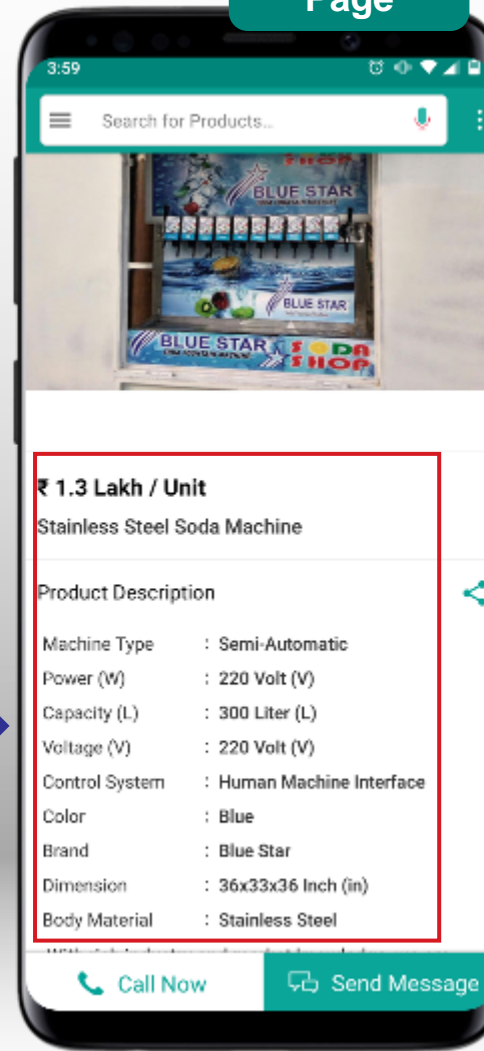 Page
3:59
Search for Products...
SHOP
BLUE STAR
BLUE STAR
BLUE STAR SODA
SHOP
₹ 1.3 Lakh / Unit
Stainless Steel Soda Machine
Product Description
Machine Type : Semi-Automatic
Power (W) : 220 Volt (V)
Capacity (L) : 300 Liter (L)
Voltage (V) : 220 Volt (V)
Control System : Human Machine Interface
Color : Blue
Brand : Blue Star
Dimension : 36x33x36 Inch (in)
Body Material : Stainless Steel
Call Now
Send Message